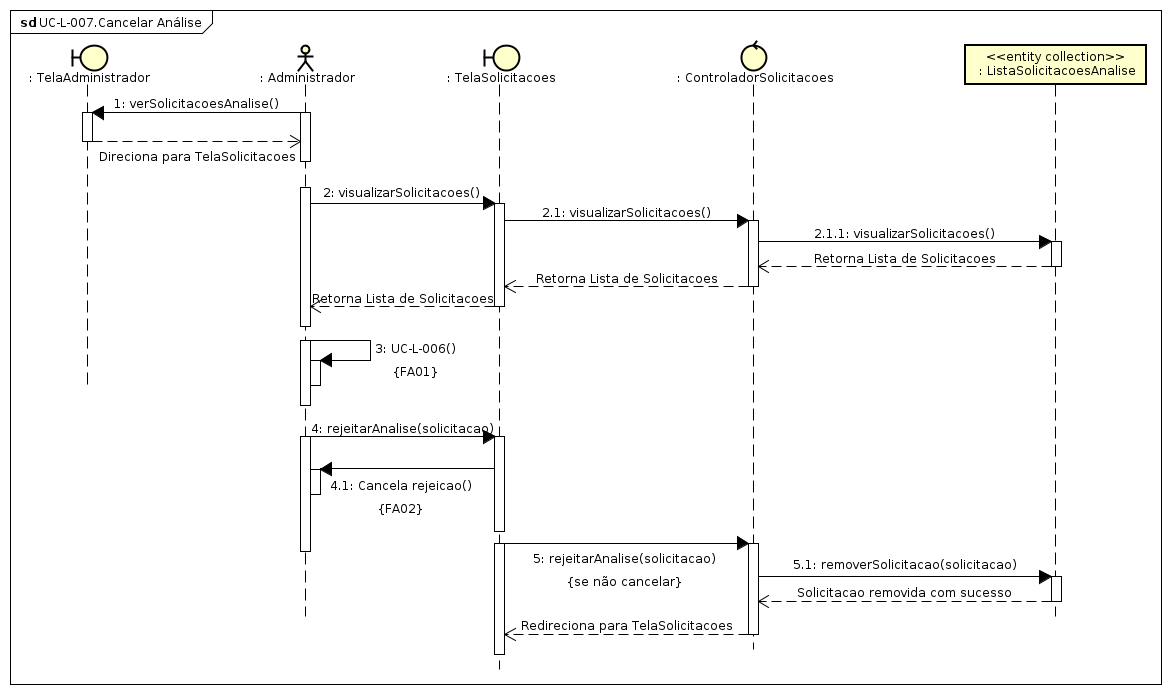 sd UC-L-007.Cancelar Análise
: TelaAdministrador
: Administrador
: TelaSolicitacoes
: ControladorSolicitacoes
<<entity collection>>
: ListaSolicitacoesAnalise
1: verSolicitacoesAnalise()
Direciona para TelaSolicitacoes
2: visualizarSolicitacoes()
2.1: visualizarSolicitacoes()
2.1.1: visualizarSolicitacoes()
Retorna Lista de Solicitacoes
Retorna Lista de Solicitacoes
Retorna Lista de Solicitacoes
3: UC-L-006()
{FA01}
4: rejeitarAnalise(solicitacao)
4.1: Cancela rejeicao()
{FA02}
5: rejeitarAnalise(solicitacao)
{se não cancelar}
5.1: removerSolicitacao(solicitacao)
Solicitacao removida com sucesso
Redireciona para TelaSolicitacoes